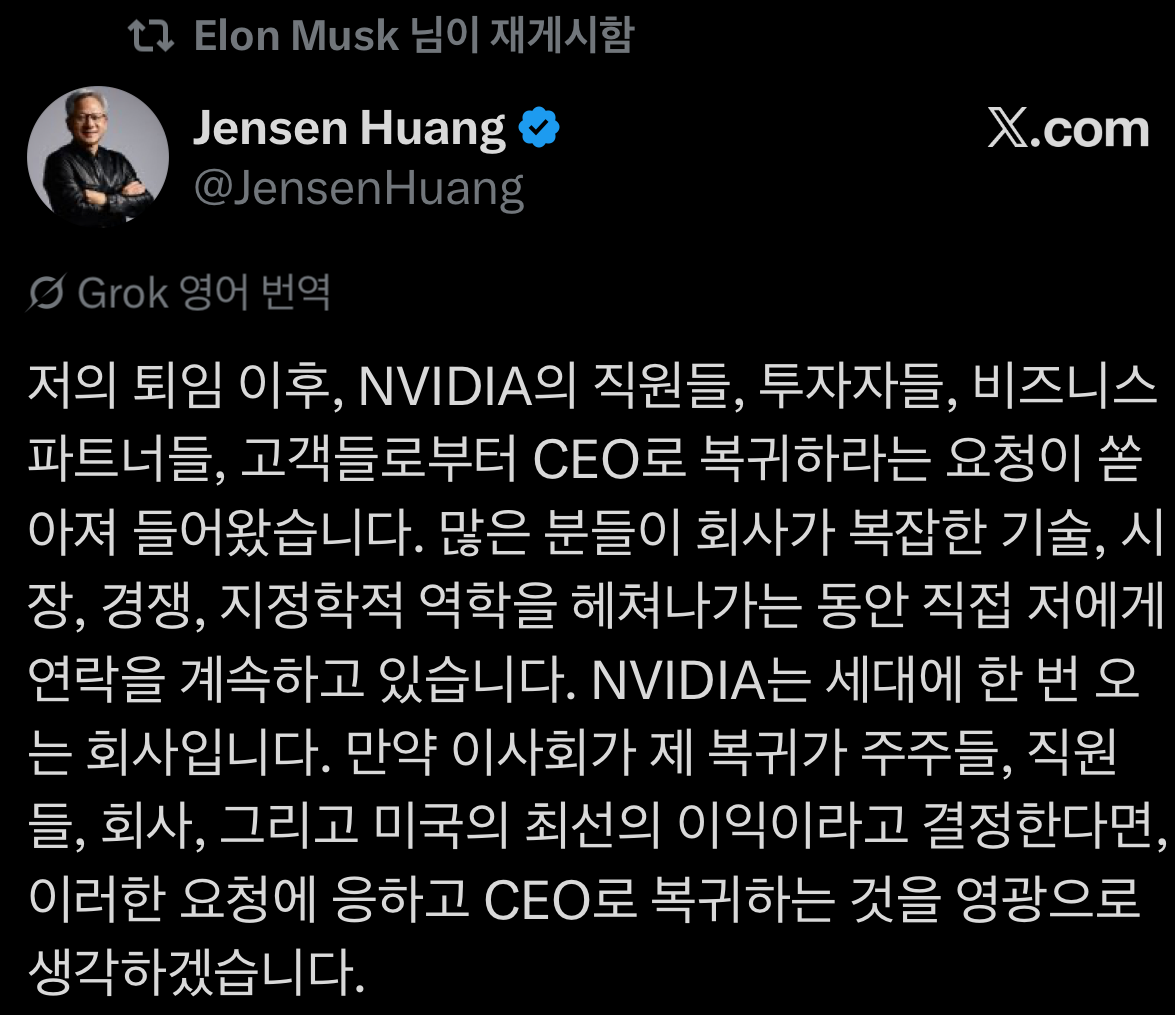 Elon Musk 님이 재게시함
Jensen Huang
X.com
@JensenHuang
Grok 영어 번역
저의 퇴임 이후, NVIDIA의 직원들, 투자자들, 비즈니스
파트너들, 고객들로부터 CEO로 복귀하라는 요청이 쏟
아져 들어왔습니다. 많은 분들이 회사가 복잡한 기술, 시
장, 경쟁, 지정학적 역학을 헤쳐나가는 동안 직접 저에게
연락을 계속하고 있습니다. NVIDIA는 세대에 한 번 오
는 회사입니다. 만약 이사회가 제 복귀가 주주들, 직원
들, 회사, 그리고 미국의 최선의 이익이라고 결정한다면,
이러한 요청에 응하고 CEO로 복귀하는 것을 영광으로
생각하겠습니다.